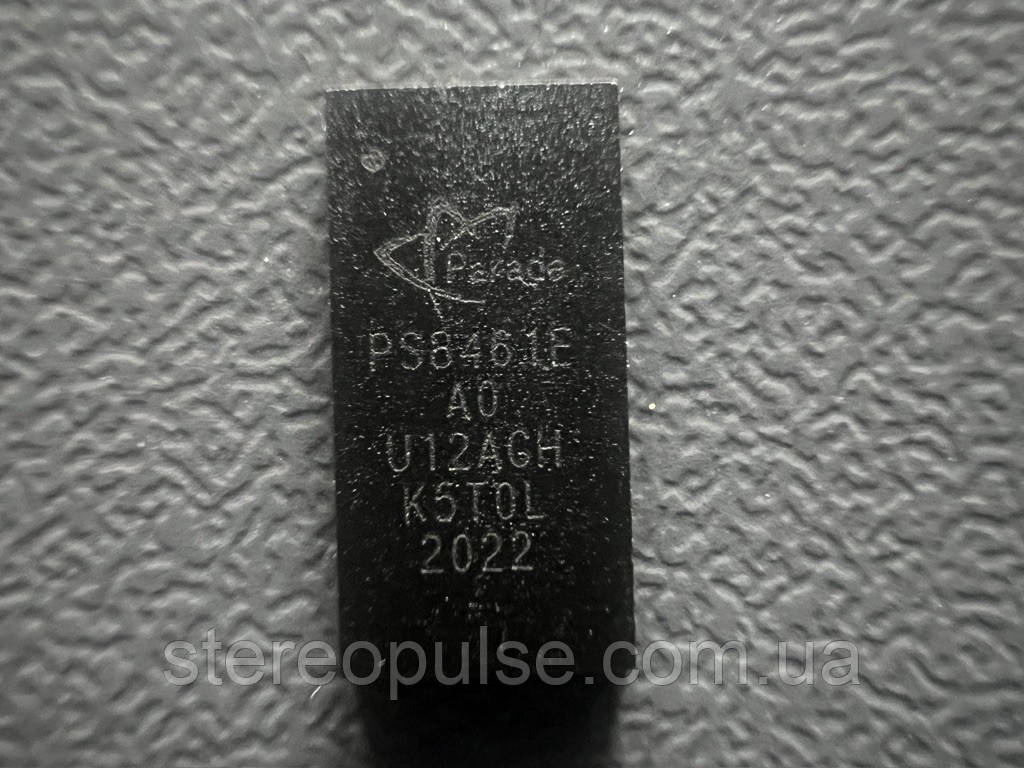 Parade
PS8461E
A0
U12AGH
K5T0L
2022
stereopulse.com.ua